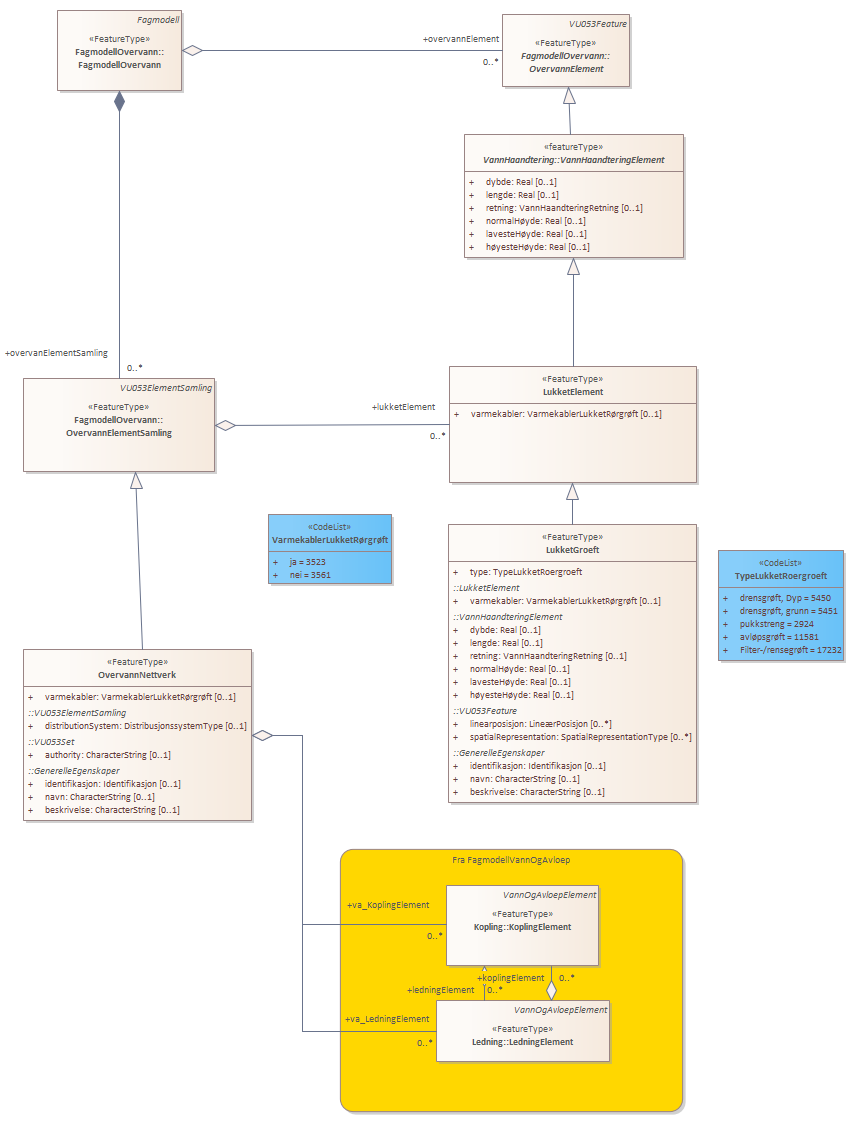 Fagmodell
«FeatureType»
FagmodellOvervann::
FagmodellOvervann
+overvannElement
0..*
VU053Feature
«FeatureType»
FagmodellOvervann::
OvervannElement
«featureType»
VannHaandtering::VannHaandteringElement
+ dybde: Real [0..1]
+ lengde: Real [0..1]
+ retning: VannHaandteringRetning [0..1]
+ normalHøyde: Real [0..1]
+ lavesteHøyde: Real [0..1]
+ høyesteHøyde: Real [0..1]
+overvanElementSamling
0..*
VU053ElementSamling
«FeatureType»
FagmodellOvervann::
OvervannElementSamling
+lukketElement
0..*
«FeatureType»
LukketElement
+ varmekabler: VarmekablerLukketRørgrøft [0..1]
«CodeList»
VarmekablerLukketRørgrøft
+ ja = 3523
+ nei = 3561
«FeatureType»
LukketGroeft
+ type: TypeLukketRoergroeft
::LukketElement
+ varmekabler: VarmekablerLukketRørgrøft [0..1]
::VannHaandteringElement
+ dybde: Real [0..1]
+ lengde: Real [0..1]
+ retning: VannHaandteringRetning [0..1]
+ normalHøyde: Real [0..1]
+ lavesteHøyde: Real [0..1]
+ høyesteHøyde: Real [0..1]
::VU053Feature
+ linearposisjon: LineærPosisjon [0..*]
+ spatialRepresentation: SpatialRepresentationType [0..*]
::GenerelleEgenskaper
+ identifikasjon: Identifikasjon [0..1]
+ navn: CharacterString [0..1]
+ beskrivelse: CharacterString [0..1]
«CodeList»
TypeLukketRoergroeft
+ drensgrøft, Dyp = 5450
+ drensgrøft, grunn = 5451
+ pukkstreng = 2924
+ avløpsgrøft = 11581
+ Filter-/rensegrøft = 17232
«FeatureType»
OvervannNettverk
+ varmekabler: VarmekablerLukketRørgrøft [0..1]
::VU053ElementSamling
+ distributionSystem: DistribusjonssystemType [0..1]
::VU053Set
+ authority: CharacterString [0..1]
::GenerelleEgenskaper
+ identifikasjon: Identifikasjon [0..1]
+ navn: CharacterString [0..1]
+ beskrivelse: CharacterString [0..1]
Fra FagmodellVannOgAvloep
+va_KoplingElement
0..*
VannOgAvloepElement
«FeatureType»
Kopling::KoplingElement
+koplingElement
0..*
+ledningElement
0..*
+va_LedningElement
0..*
VannOgAvloepElement
«FeatureType»
Ledning::LedningElement